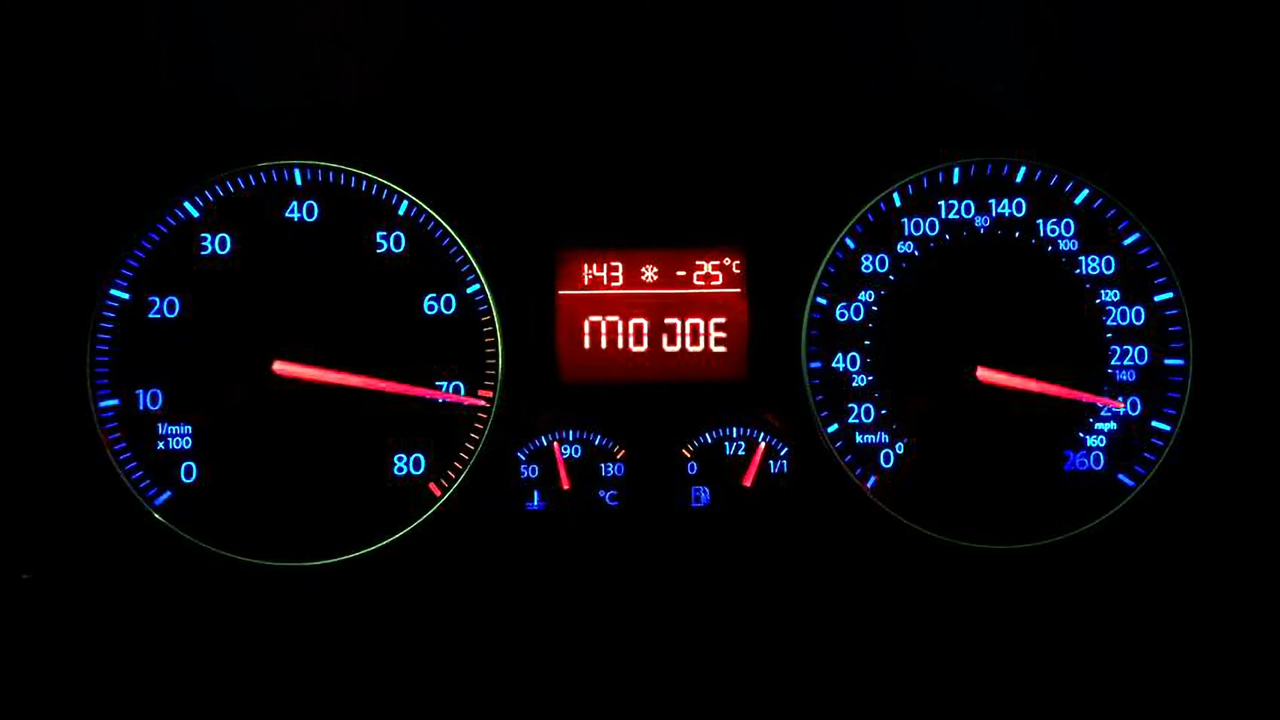 0
10
20
30
40
50
60
70
80
1/min
x100
1:43 -25°C
MO JOE
50 90 130
°C
0 1/2 1/1
0 20 40 60 80 100 120 140 160 180 200 220 240 260
km/h
0 20 40 60 80 100 120 140 160
mph